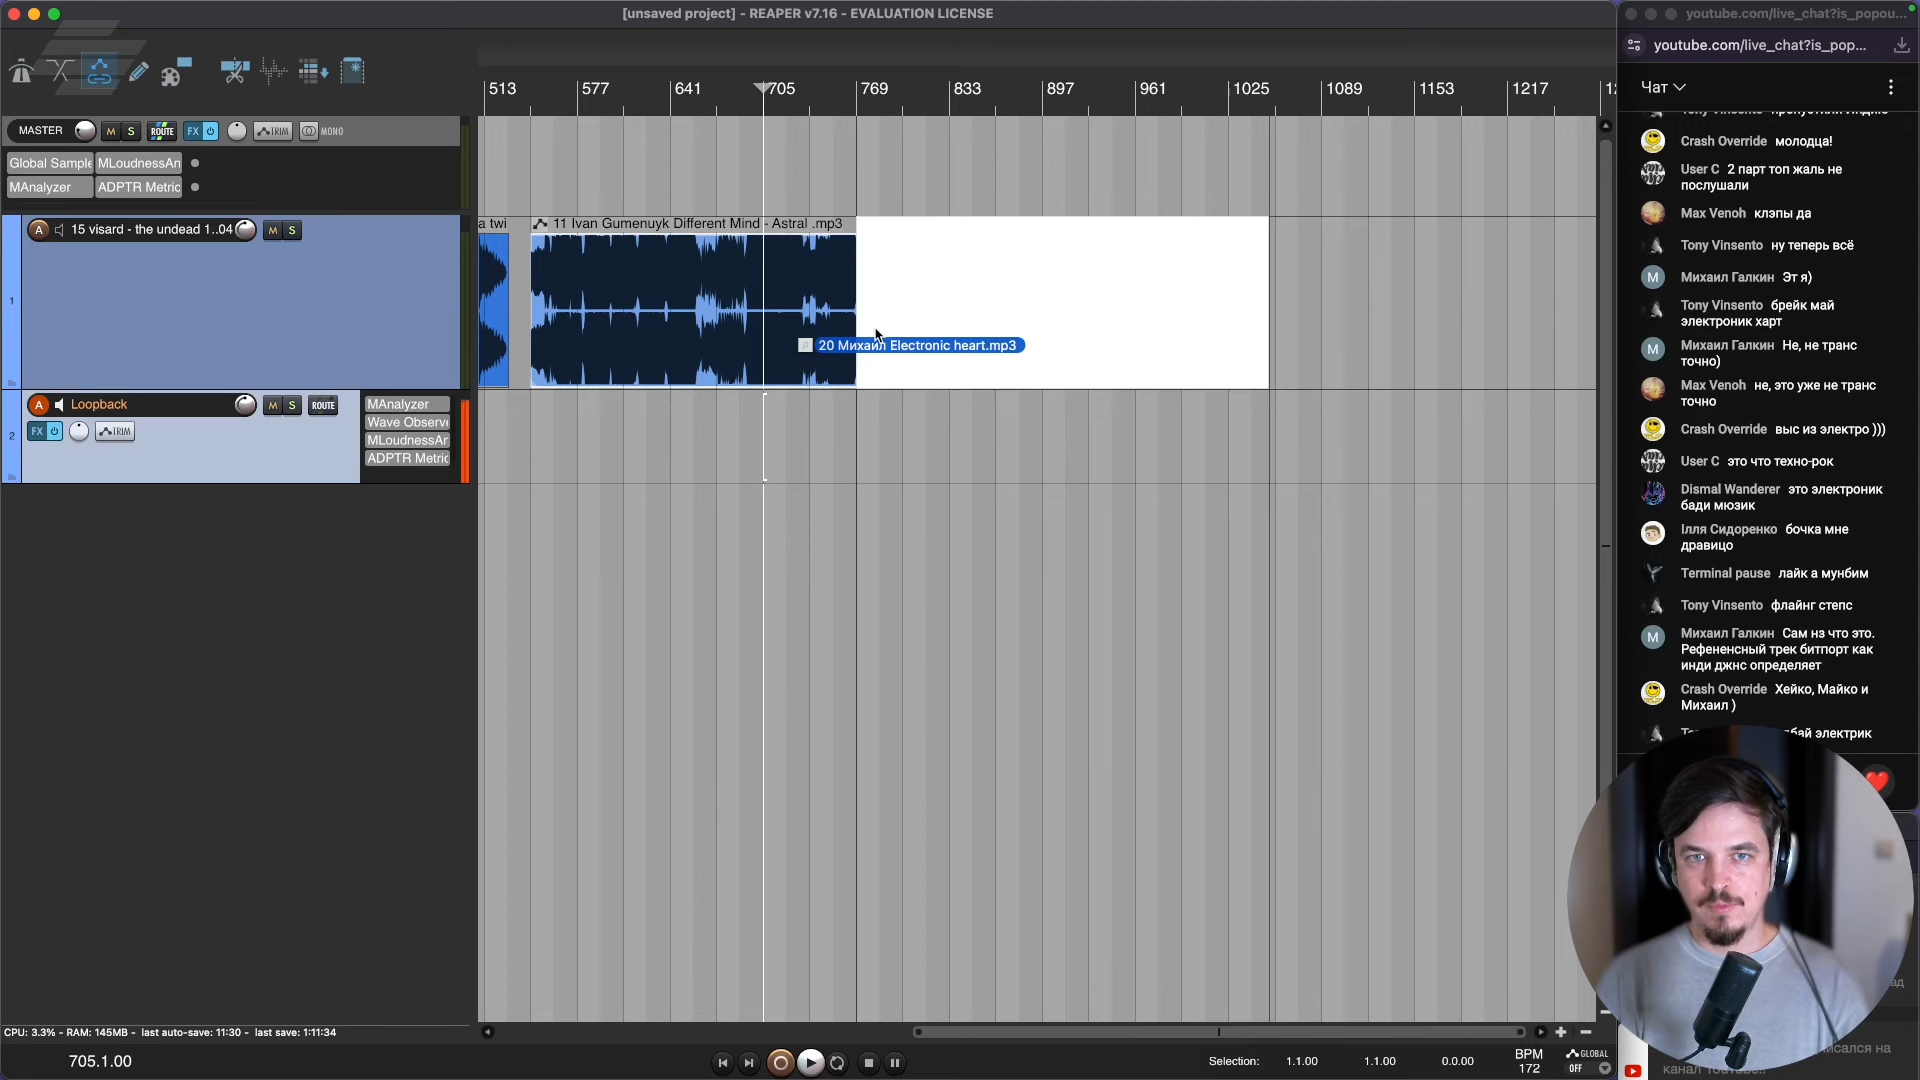 [unsaved project] - REAPER v7.16 - EVALUATION LICENSE
513 577 641 705 769 833 897 961 1025 1089 1153 1217
MASTER M S ROUTE FX TRIM MONO
Global Sample MLoudnessAn
MAnalyzer ADPTR Metric
1
A 15 visard - the undead 1..04 M S
a twi
11 Ivan Gumenuyk Different Mind - Astral .mp3
20 Михаил Electronic heart.mp3
2
A Loopback M S ROUTE
FX TRIM
MAnalyzer
Wave Observe
MLoudnessAn
ADPTR Metric
CPU: 3.3% - RAM: 145MB - last auto-save: 11:30 - last save: 1:11:34
705.1.00
Selection: 1.1.00 1.1.00 0.0.00
BPM
172
GLOBAL
OFF
youtube.com/live_chat?is_popou...
youtube.com/live_chat?is_pop...
Чат
Crash Override молодца!
User C 2 парт топ жаль не
послушали
Max Venoh клэпы да
Tony Vinsento ну теперь всё
М Михаил Галкин Эт я)
Tony Vinsento брейк май
электроник харт
М Михаил Галкин Не, не транс
точно)
Max Venoh не, это уже не транс
точно
Crash Override выс из электро )))
User C это что техно-рок
Dismal Wanderer это электроник
бади мюзик
Ілля Сидоренко бочка мне
дравицо
Terminal pause лайк а мунбим
Tony Vinsento флайнг степс
М Михаил Галкин Сам нз что это.
Рефененсный трек битпорт как
инди джнс определяет
Crash Override Хейко, Майко и
Михаил )
электрик
канал